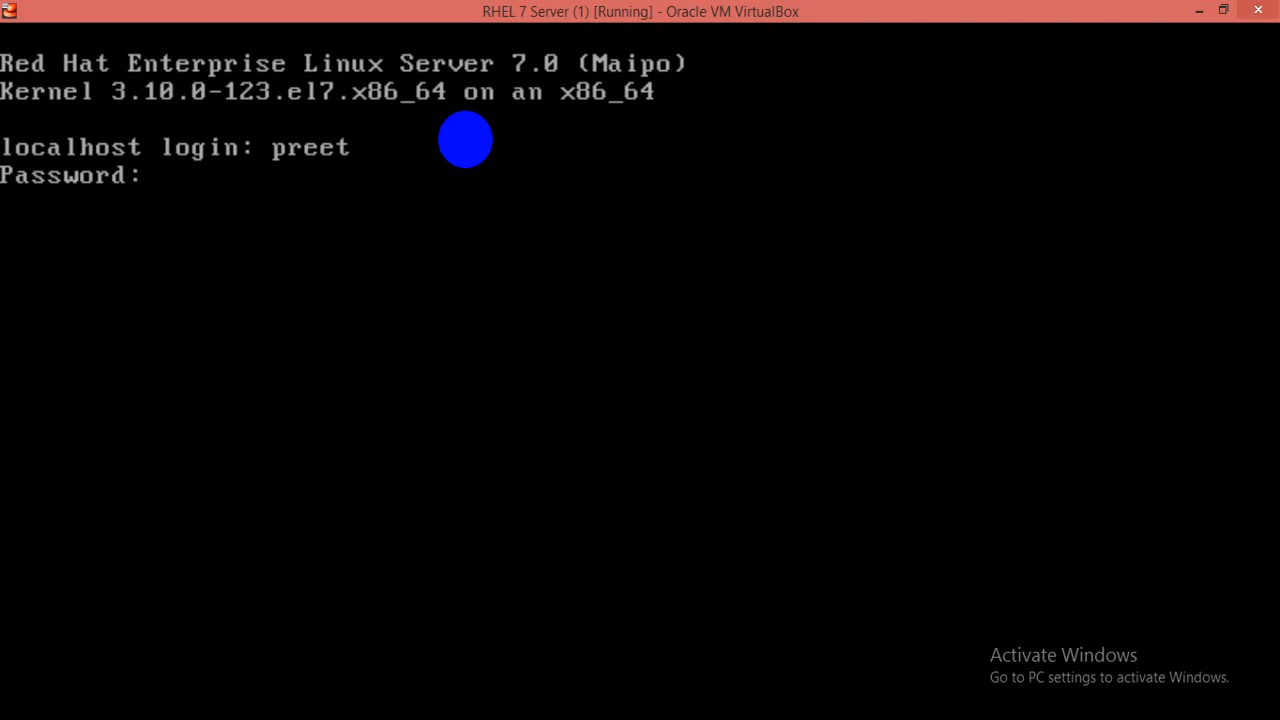 RHEL 7 Server (1) [Running] - Oracle VM VirtualBox
Red Hat Enterprise Linux Server 7.0 (Maipo)
Kernel 3.10.0-123.el7.x86_64 on an x86_64
localhost login: preet
Password:
Activate Windows
Go to PC settings to activate Windows.